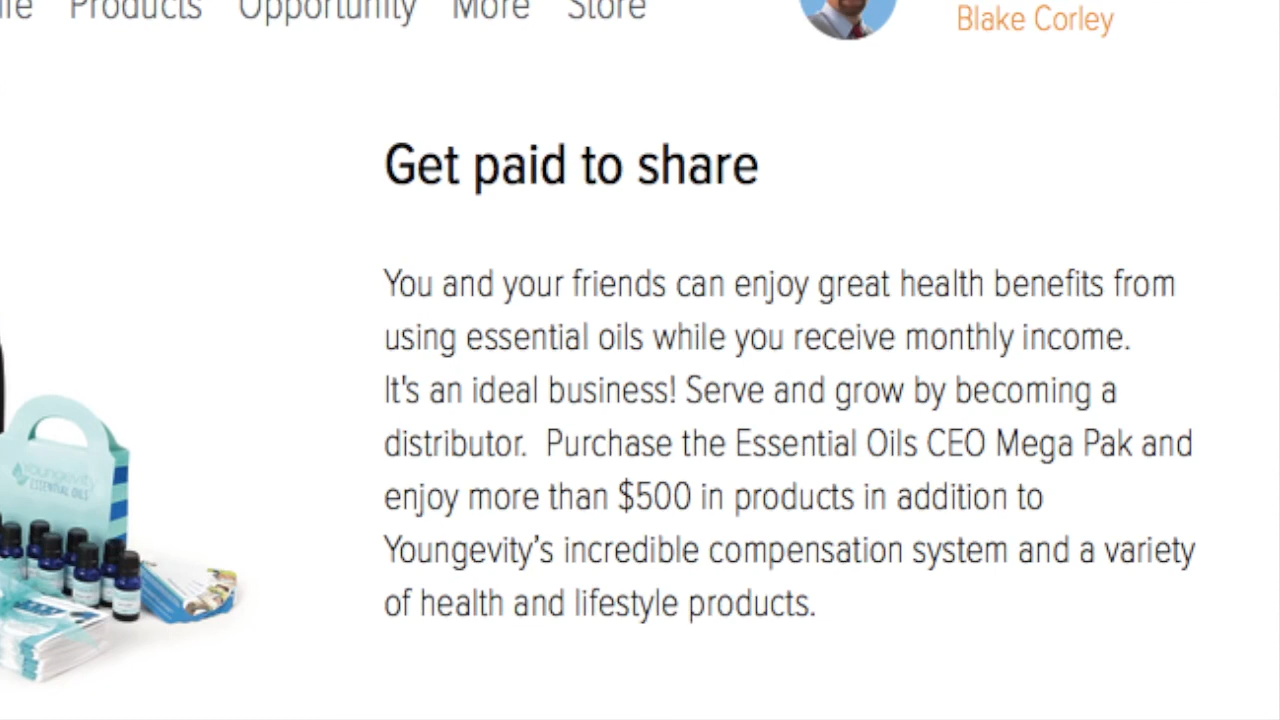 Products Opportunity More Store
Blake Corley
Get paid to share
You and your friends can enjoy great health benefits from
using essential oils while you receive monthly income.
It's an ideal business! Serve and grow by becoming a
distributor.  Purchase the Essential Oils CEO Mega Pak and
enjoy more than $500 in products in addition to
Youngevity’s incredible compensation system and a variety
of health and lifestyle products.
Youngevity
ESSENTIAL OILS